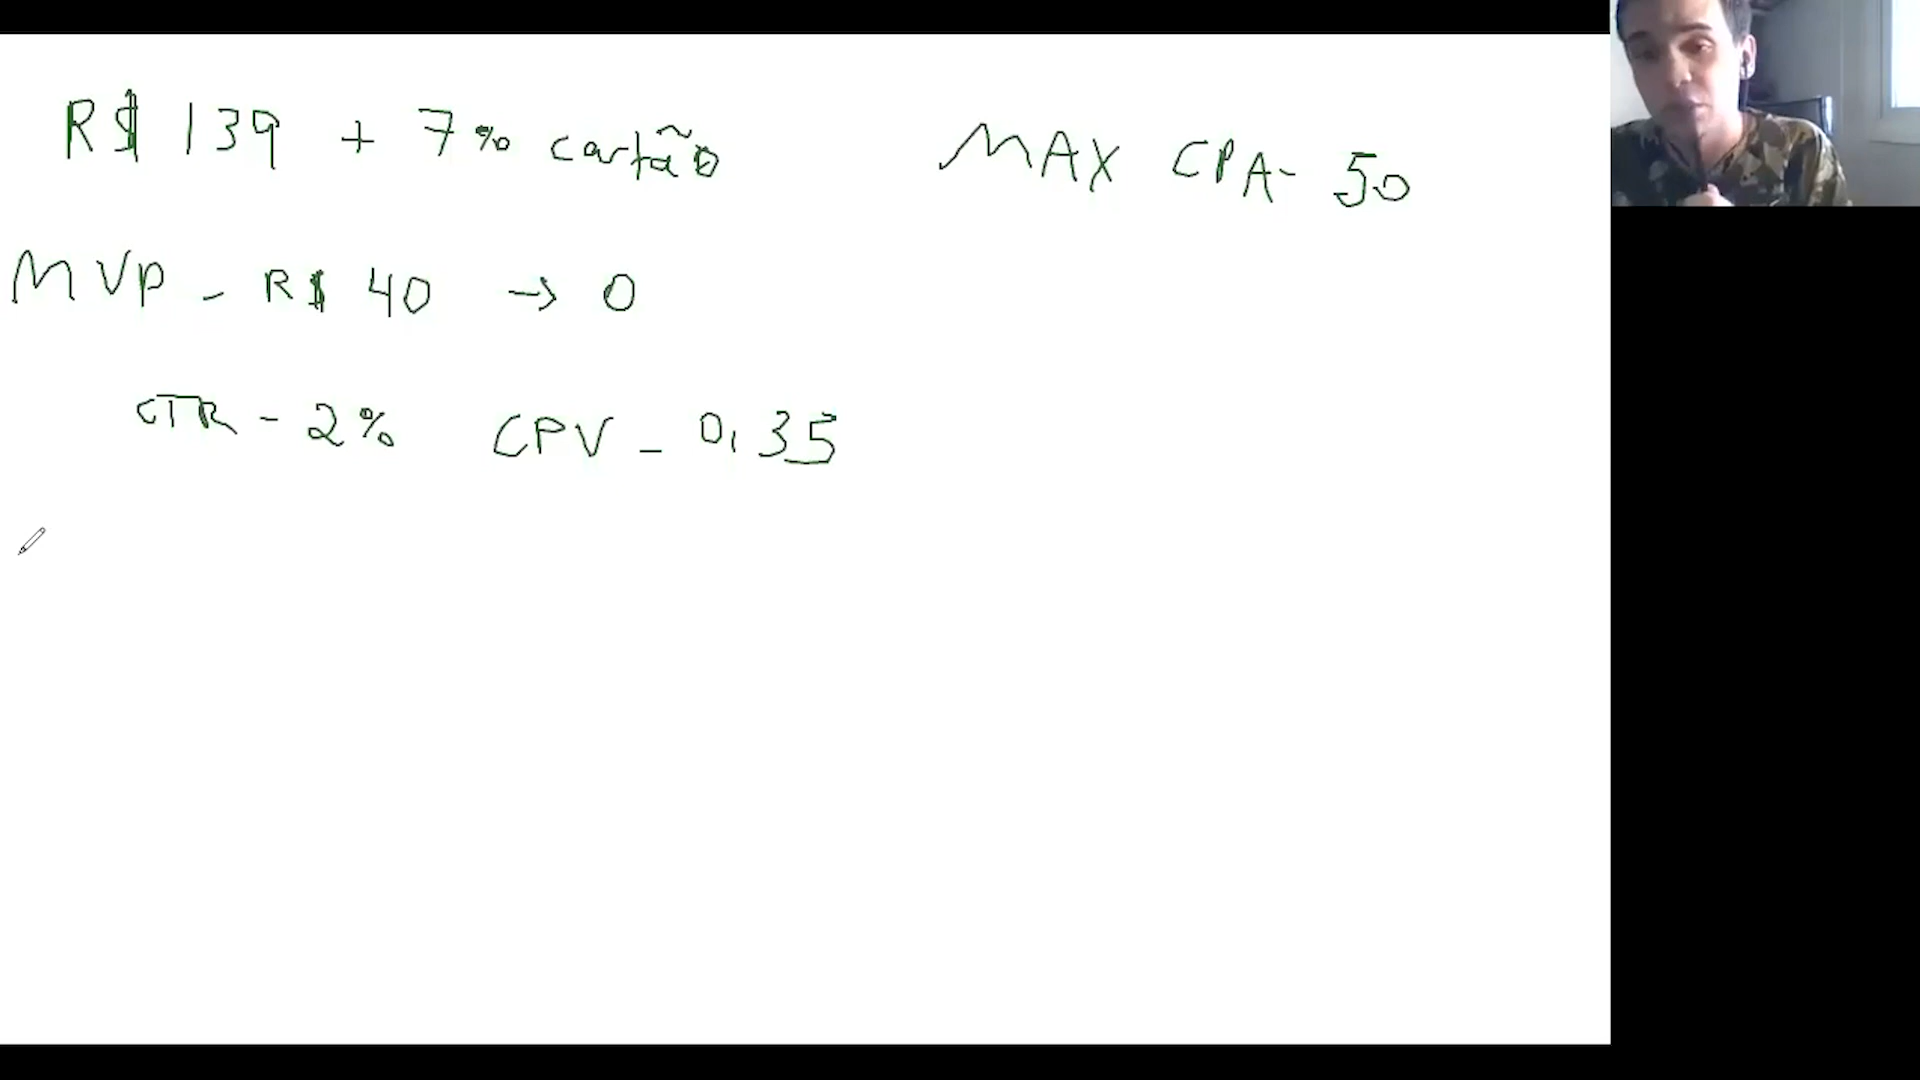 R$ 139 + 7% cartão
MAX CPA- 50
MVP - R$ 40 → 0
CTR - 2% CPV - 0,35